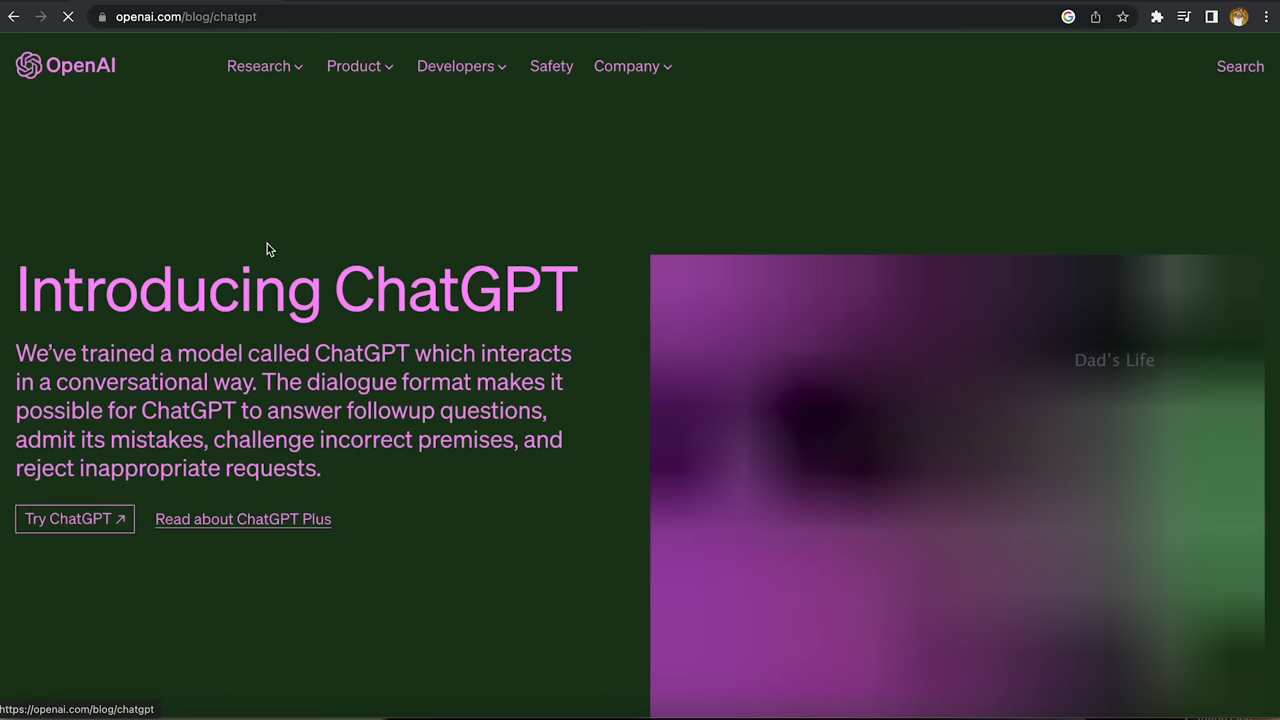 openai.com/blog/chatgpt
OpenAI
Research
Product
Developers
Safety
Company
Search
Introducing ChatGPT
We’ve trained a model called ChatGPT which interacts
in a conversational way. The dialogue format makes it
possible for ChatGPT to answer followup questions,
admit its mistakes, challenge incorrect premises, and
reject inappropriate requests.
Try ChatGPT ↗
Read about ChatGPT Plus
Dad’s Life
https://openai.com/blog/chatgpt